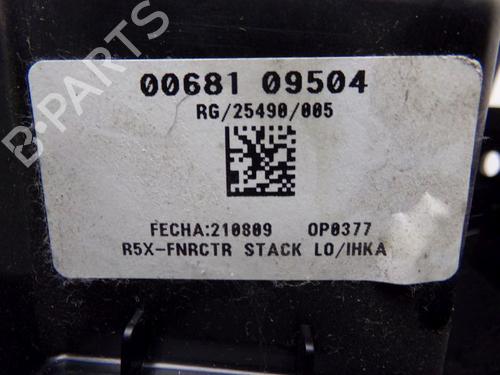 00681 09504
RG/25490/005
FECHA:210809 OP0377
R5X-FNRCTR STACK LO/IHKA
B-PARTS